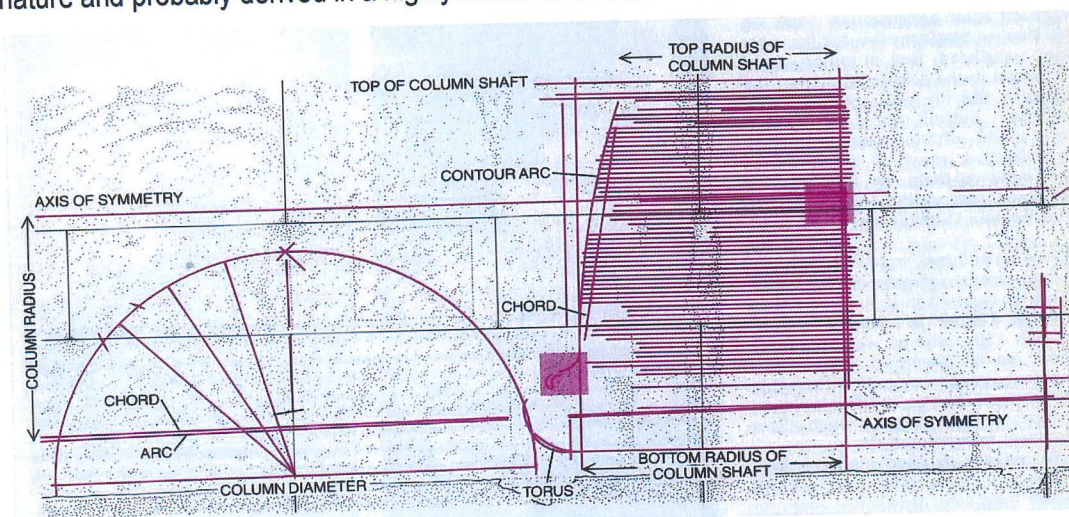 nature and probably derived in a highly
TOP RADIUS OF
COLUMN SHAFT
TOP OF COLUMN SHAFT
CONTOUR ARC
AXIS OF SYMMETRY
COLUMN RADIUS
CHORD
CHORD
ARC
AXIS OF SYMMETRY
BOTTOM RADIUS OF
COLUMN SHAFT
COLUMN DIAMETER
TORUS